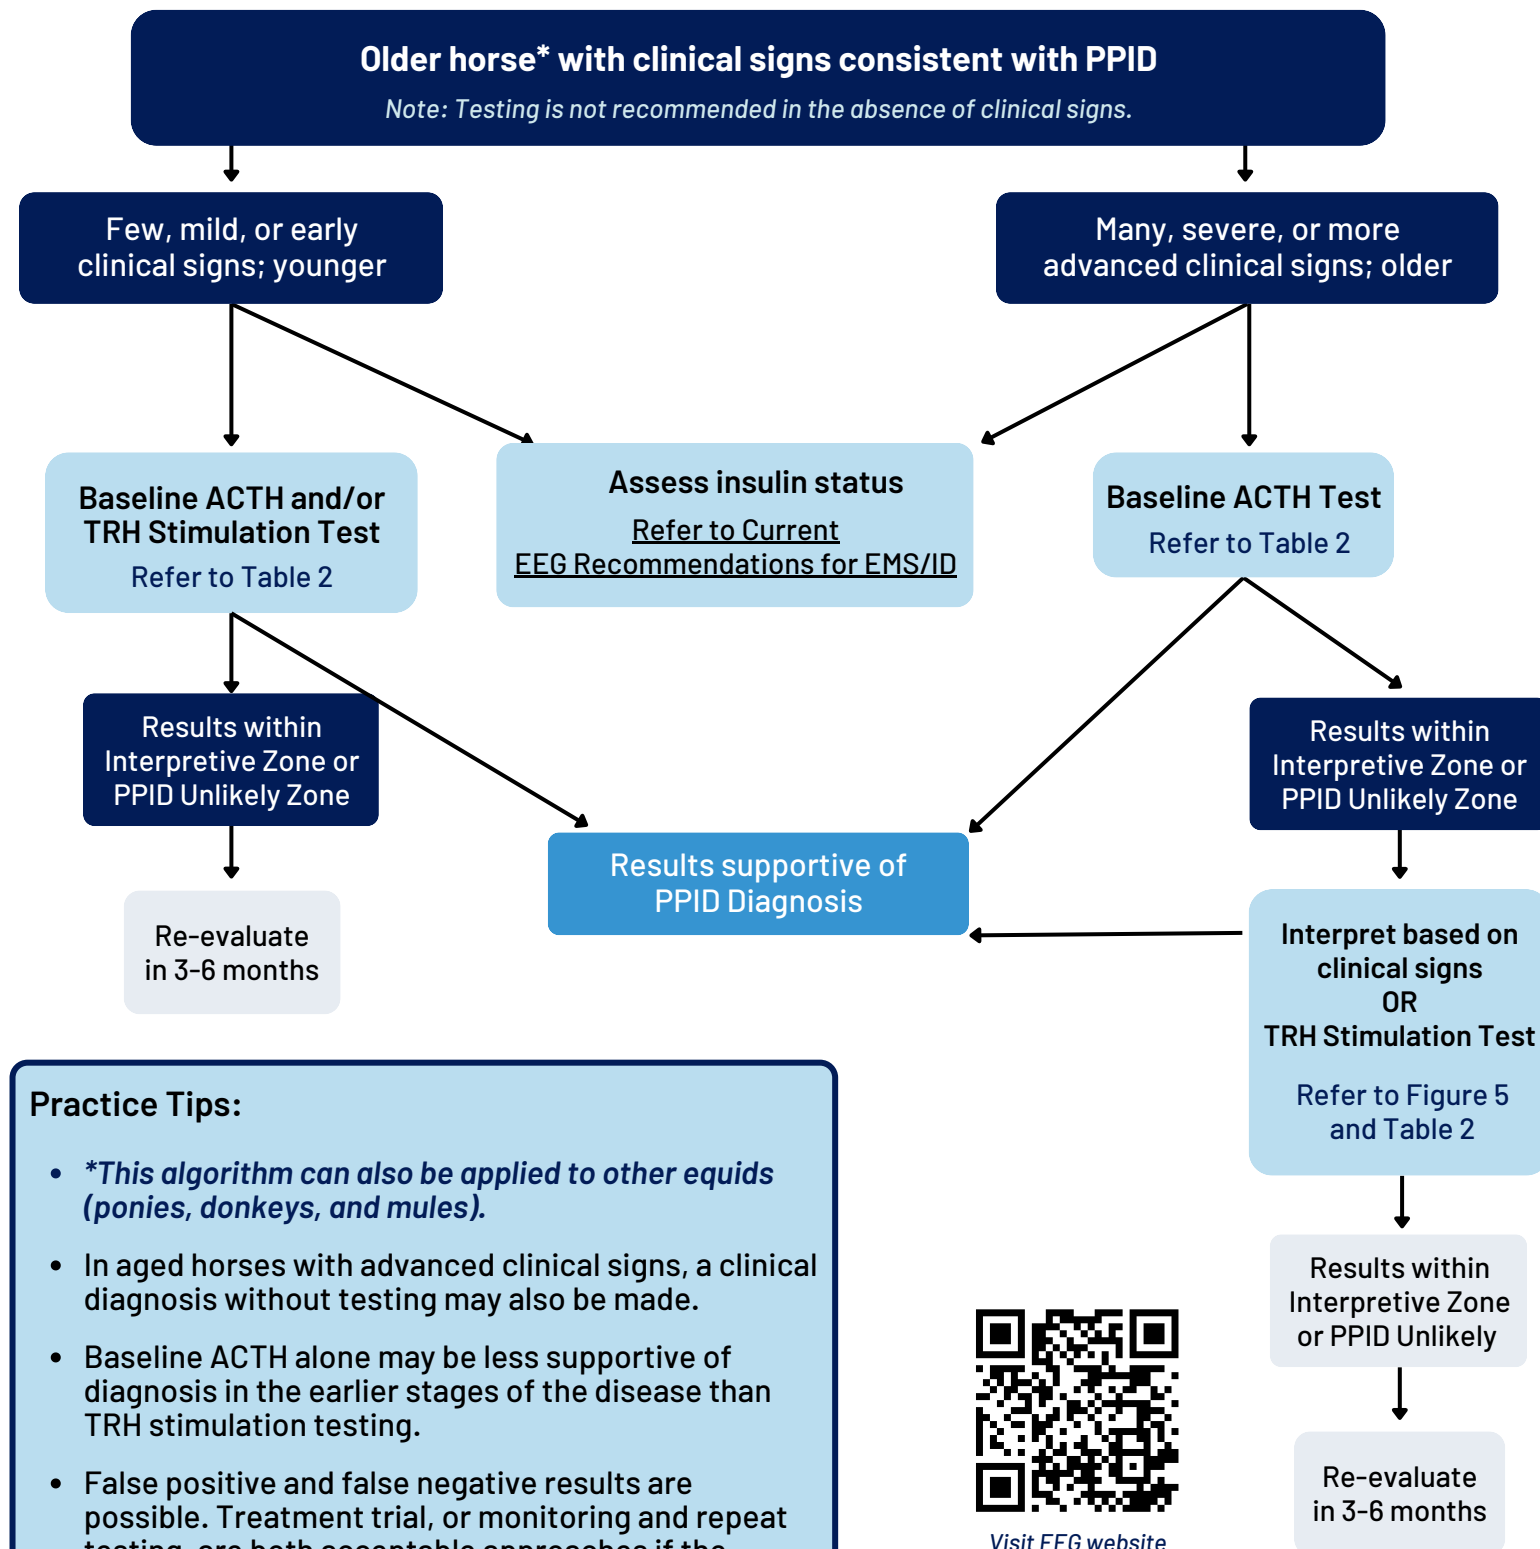 Older horse* with clinical signs consistent with PPID
Note: Testing is not recommended in the absence of clinical signs.
Few, mild, or early
clinical signs; younger
Many, severe, or more
advanced clinical signs; older
Baseline ACTH and/or
TRH Stimulation Test
Refer to Table 2
Assess insulin status
Refer to Current
EEG Recommendations for EMS/ID
Baseline ACTH Test
Refer to Table 2
Results within
Interpretive Zone or
PPID Unlikely Zone
Results within
Interpretive Zone or
PPID Unlikely Zone
Results supportive of
PPID Diagnosis
Re-evaluate
in 3-6 months
Interpret based on
clinical signs
OR
TRH Stimulation Test
Refer to Figure 5
and Table 2
Results within
Interpretive Zone
or PPID Unlikely
Re-evaluate
in 3-6 months
Practice Tips:
• *This algorithm can also be applied to other equids
(ponies, donkeys, and mules).
• In aged horses with advanced clinical signs, a clinical
diagnosis without testing may also be made.
• Baseline ACTH alone may be less supportive of
diagnosis in the earlier stages of the disease than
TRH stimulation testing.
• False positive and false negative results are
possible. Treatment trial, or monitoring and repeat
testing, are both acceptable approaches if the
Visit EEG website